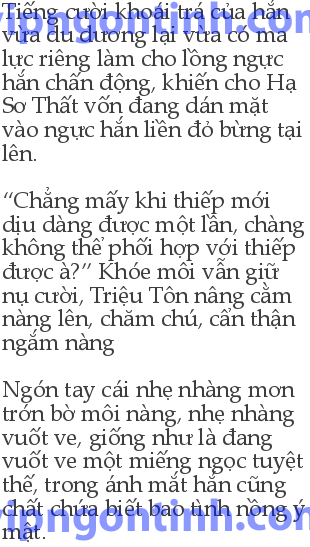 Tiếng cười khoái trá của hắn
vừa du dương lại vừa có ma
lực riêng làm cho lồng ngực
hắn chấn động, khiến cho Hạ
Sơ Thất vốn đang dán mặt
vào ngực hắn liền đỏ bừng tại
lên.
“Chẳng mấy khi thiếp mới
dịu dàng được một lần, chàng
không thể phối hợp với thiếp
được à?” Khóe môi vẫn giữ
nụ cười, Triệu Tôn nâng cằm
nàng lên, chăm chú, cẩn thận
ngắm nàng
Ngón tay cái nhẹ nhàng mơn
trớn bờ môi nàng, nhẹ nhàng
vuốt ve, giống như là đang
vuốt ve một miếng ngọc tuyệt
thế, trong ánh mắt hắn cũng
chất chứa biết bao tình nồng ý
mật.
vipngontinh.com
vipngontinh.com